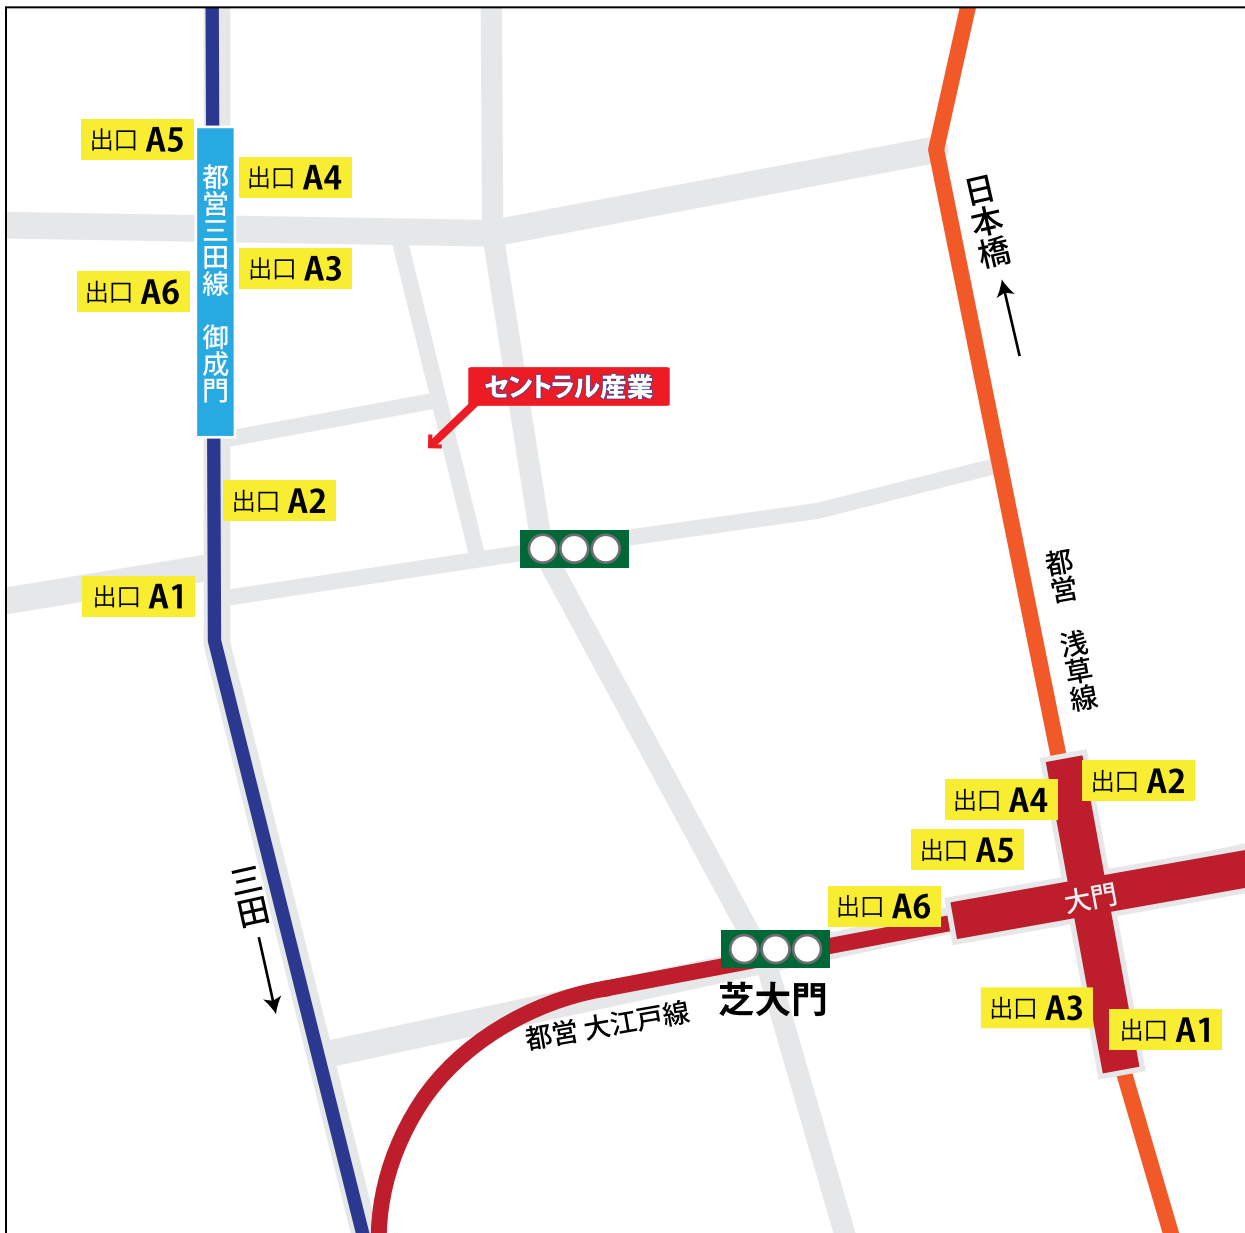 出口 A5
出口 A4
都営三田線　御成門
日本橋
出口 A3
出口 A6
セントラル産業
出口 A2
出口 A1
都営　浅草線
出口 A2
出口 A4
出口 A5
三田
出口 A6
大門
芝大門
都営 大江戸線
出口 A3
出口 A1